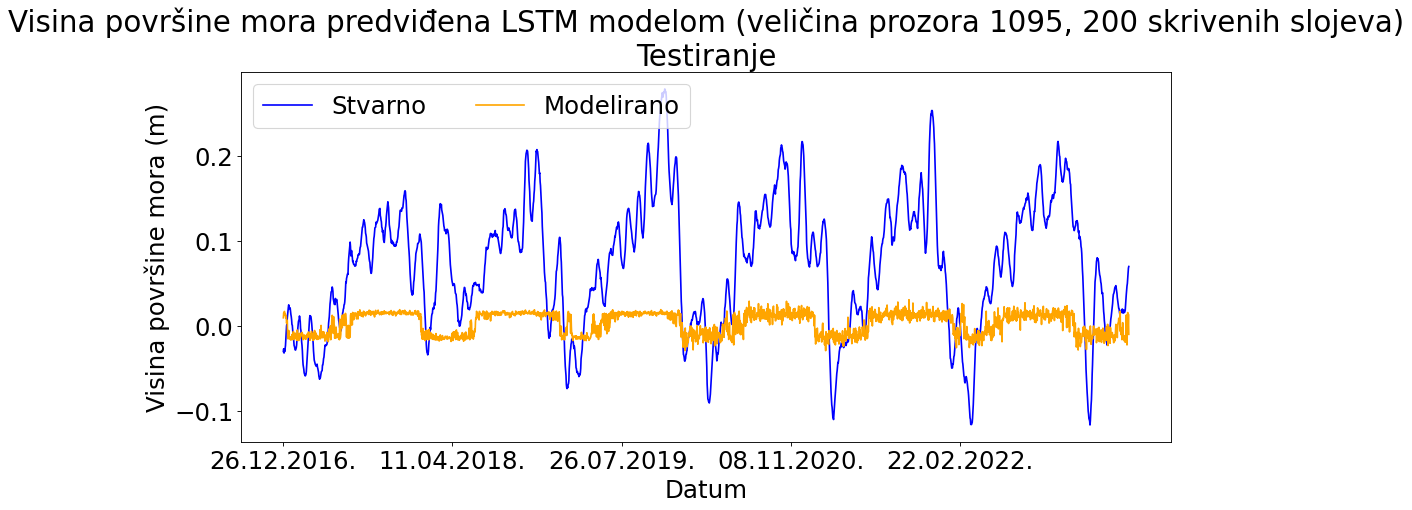 Visina površine mora predviđena LSTM modelom (veličina prozora 1095, 200 skrivenih slojeva)
Testiranje
Stvarno Modelirano
Visina površine mora (m)
0.2
0.1
0.0
−0.1
26.12.2016. 11.04.2018. 26.07.2019. 08.11.2020. 22.02.2022.
Datum